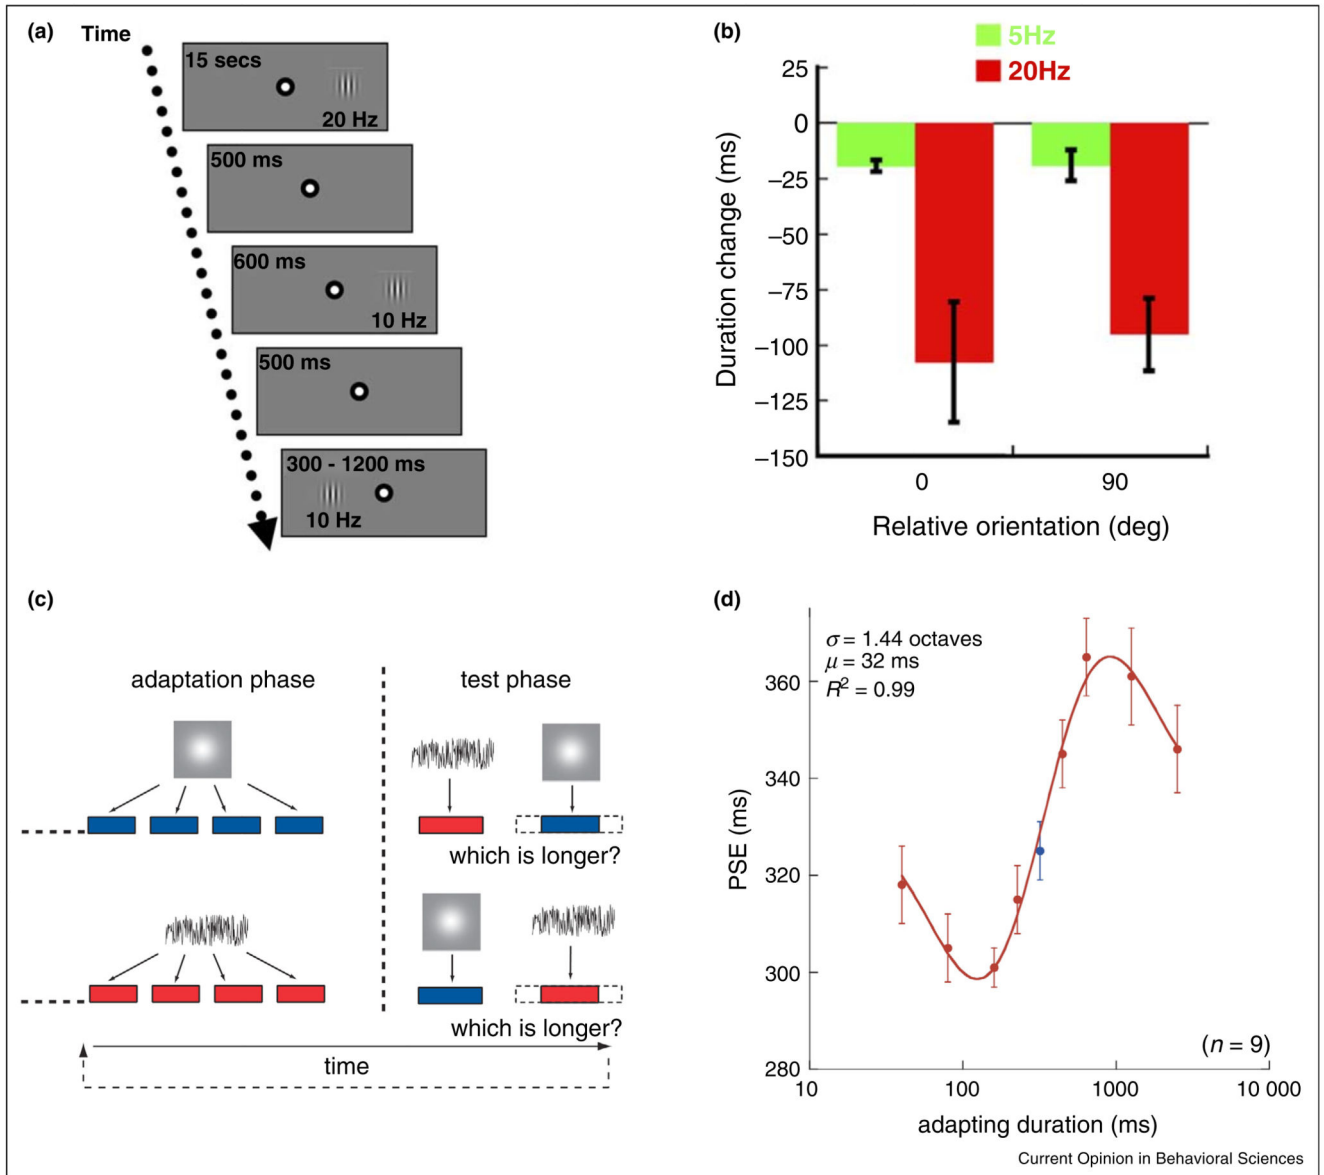 (a) Time
15 secs
20 Hz
500 ms
600 ms
10 Hz
500 ms
300 - 1200 ms
10 Hz
(b)
5Hz
20Hz
25
0
–25
–50
–75
–100
–125
–150
Duration change (ms)
0 90
Relative orientation (deg)
(c)
adaptation phase
test phase
which is longer?
which is longer?
time
(d)
σ = 1.44 octaves
μ = 32 ms
R² = 0.99
360
340
320
300
280
PSE (ms)
(n = 9)
10 100 1000 10 000
adapting duration (ms)
Current Opinion in Behavioral Sciences